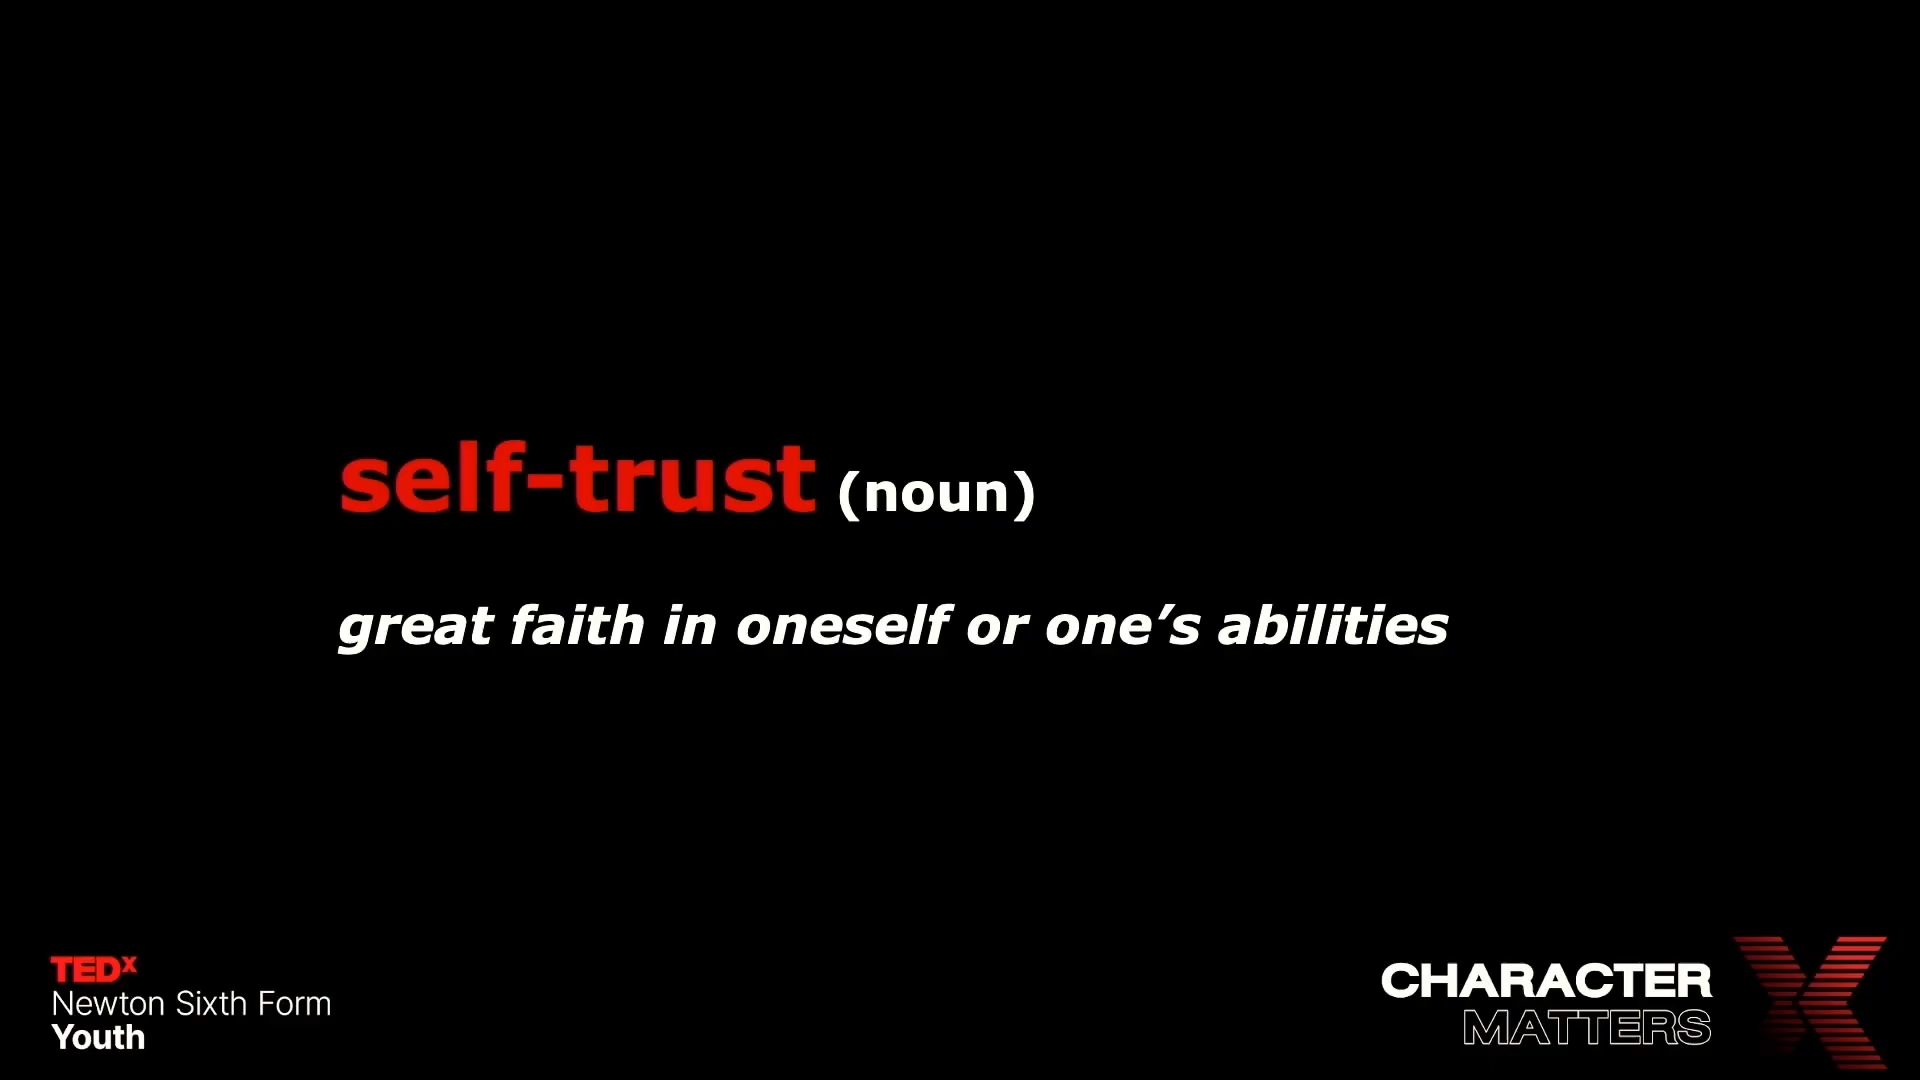 self-trust (noun)
great faith in oneself or one’s abilities
TEDx
Newton Sixth Form
Youth
CHARACTER
MATTERS
X